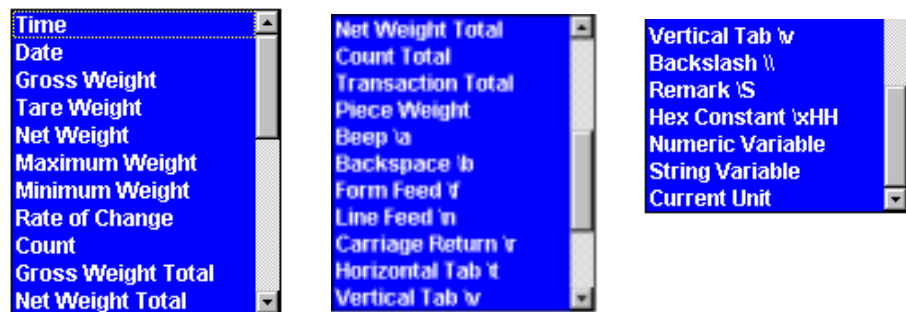 Time
Date
Gross Weight
Tare Weight
Net Weight
Maximum Weight
Minimum Weight
Rate of Change
Count
Gross Weight Total
Net Weight Total
Net Weight Total
Count Total
Transaction Total
Piece Weight
Beep \a
Backspace \b
Form Feed \f
Line Feed \n
Carriage Return \r
Horizontal Tab \t
Vertical Tab \v
Vertical Tab \v
Backslash \\
Remark \S
Hex Constant \xHH
Numeric Variable
String Variable
Current Unit